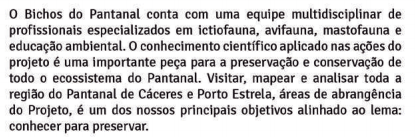 O Bichos do Pantanal conta com uma equipe multidisciplinar de
profissionais especializados em ictiofauna, avifauna, mastofauna e
educação ambiental. O conhecimento científico aplicado nas ações do
projeto é uma importante peça para a preservação e conservação de
todo o ecossistema do Pantanal. Visitar, mapear e analisar toda a
região do Pantanal de Cáceres e Porto Estrela, áreas de abrangência
do Projeto, é um dos nossos principais objetivos alinhado ao lema:
conhecer para preservar.